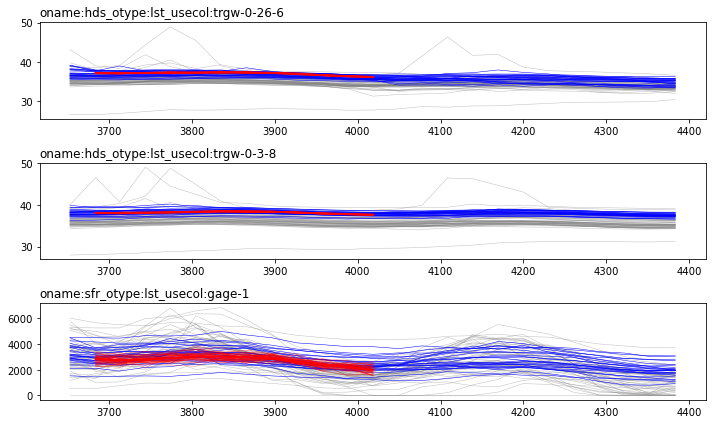 oname:hds_otype:lst_usecol:trgw-0-26-6
50
40
30
3700 3800 3900 4000 4100 4200 4300 4400
oname:hds_otype:lst_usecol:trgw-0-3-8
50
40
30
3700 3800 3900 4000 4100 4200 4300 4400
oname:sfr_otype:lst_usecol:gage-1
6000
4000
2000
0
3700 3800 3900 4000 4100 4200 4300 4400